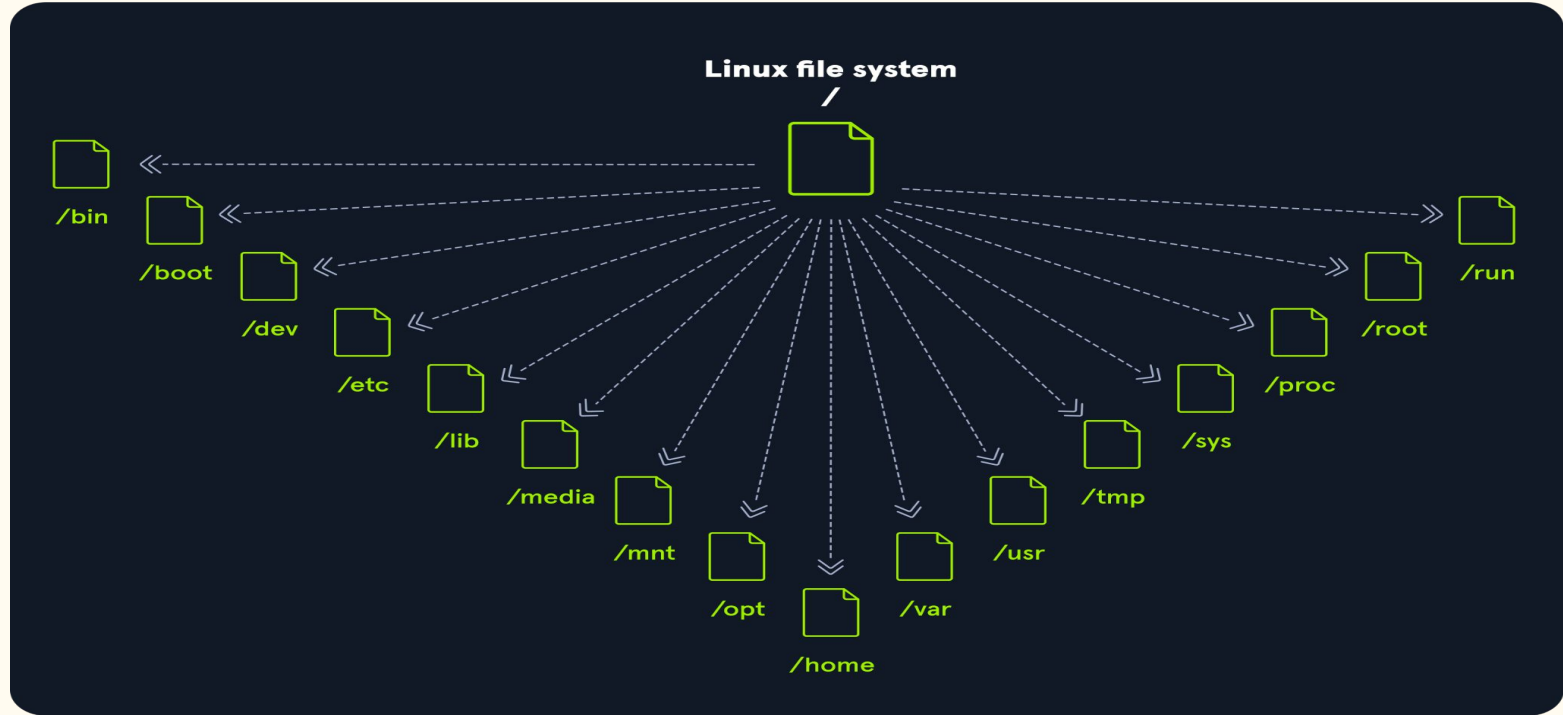 Linux file system
/
/bin
/boot
/dev
/etc
/lib
/media
/mnt
/opt
/home
/var
/usr
/tmp
/sys
/proc
/root
/run